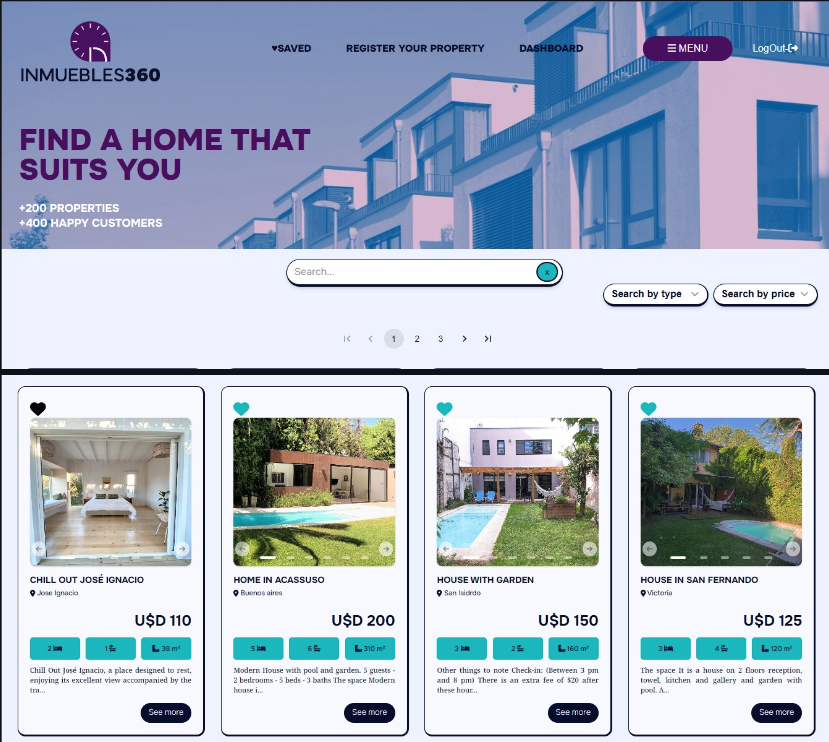 ♥SAVED
REGISTER YOUR PROPERTY
DASHBOARD
☰ MENU
LogOut
INMUEBLES360
FIND A HOME THAT
SUITS YOU
+200 PROPERTIES
+400 HAPPY CUSTOMERS
Search...
x
Search by type
Search by price
1 2 3
CHILL OUT JOSÉ IGNACIO
Jose Ignacio
U$D 110
2
1
38 m²
Chill Out José Ignacio, a place designed to rest,
enjoying its excellent view accompanied by the
tra...
See more
HOME IN ACASSUSO
Buenos aires
U$D 200
5
6
310 m²
Modern House with pool and garden. 5 guests -
2 bedrooms - 5 beds - 3 baths The space Modern
house i...
See more
HOUSE WITH GARDEN
San Isidrdo
U$D 150
3
2
160 m²
Other things to note Check-in: (Between 3 pm
and 8 pm) There is an extra fee of $20 after
these hour...
See more
HOUSE IN SAN FERNANDO
Victoria
U$D 125
3
4
120 m²
The space It is a house on 2 floors reception,
towel, kitchen and gallery and garden with
pool. A...
See more